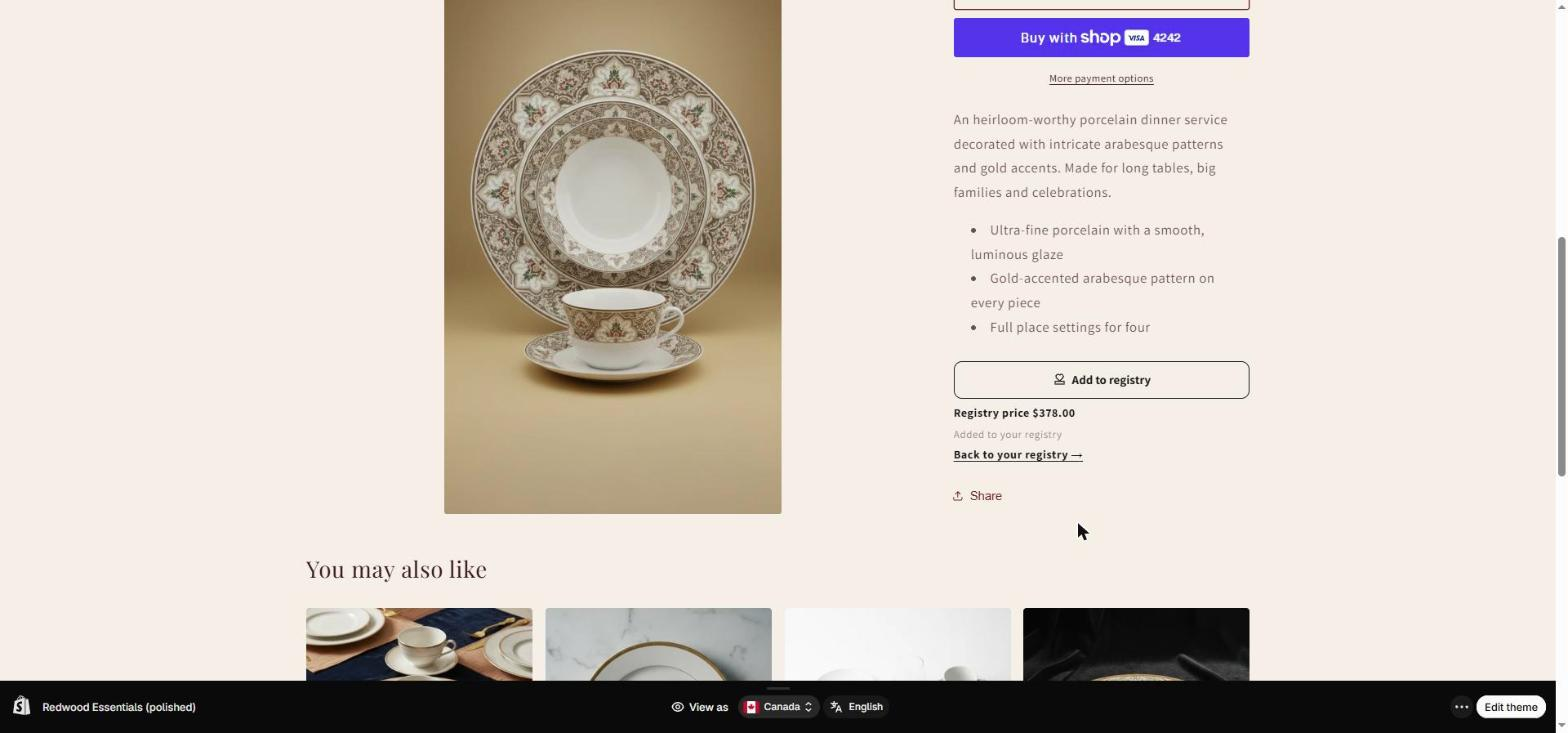 Buy with shop VISA 4242
More payment options
An heirloom-worthy porcelain dinner service
decorated with intricate arabesque patterns
and gold accents. Made for long tables, big
families and celebrations.
• Ultra-fine porcelain with a smooth,
luminous glaze
• Gold-accented arabesque pattern on
every piece
• Full place settings for four
Add to registry
Registry price $378.00
Added to your registry
Back to your registry →
Share
You may also like
Redwood Essentials (polished)
View as
Canada
English
Edit theme